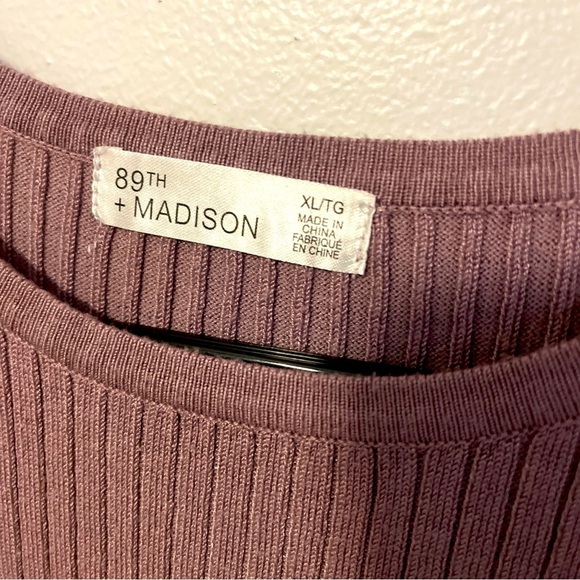 89TH
+ MADISON
XL/TG
MADE IN
CHINA
FABRIQUÉ
EN CHINE